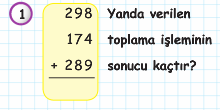 1 298 Yanda verilen
174 toplama işleminin
+ 289 sonucu kaçtır?